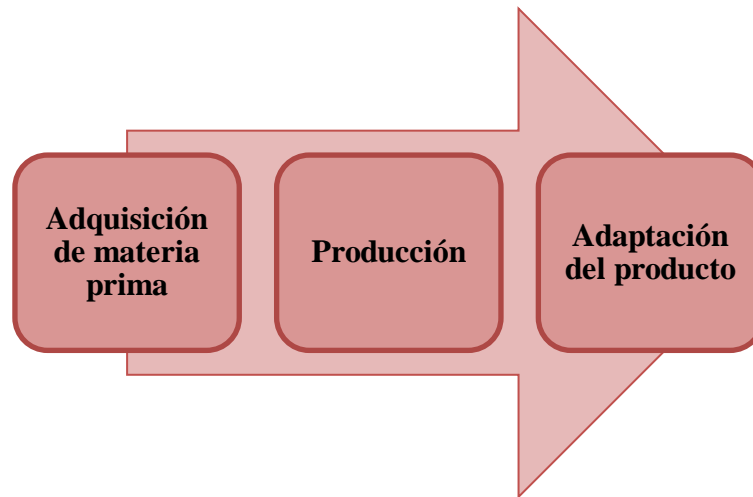 Adquisición
de materia
prima
Producción
Adaptación
del producto